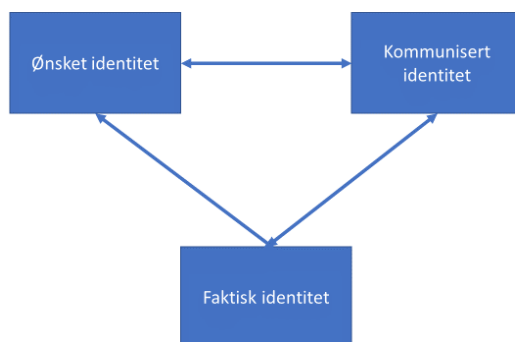 Ønsket identitet
Kommunisert
identitet
Faktisk identitet